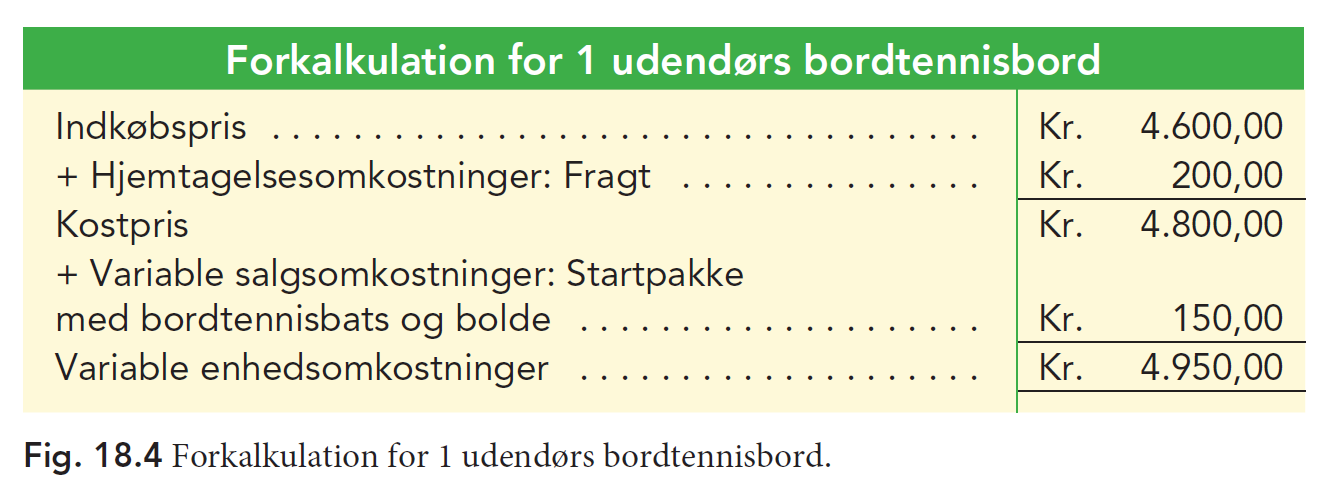 Forkalkulation for 1 udendørs bordtennisbord
Indkøbspris . . . . . . . . . . . . . . . . . . . . . . . . . . . . . . . . . . . Kr. 4.600,00
+ Hjemtagelsesomkostninger: Fragt . . . . . . . . . . . . . . . Kr. 200,00
Kostpris Kr. 4.800,00
+ Variable salgsomkostninger: Startpakke
med bordtennisbats og bolde . . . . . . . . . . . . . . . . . . . . Kr. 150,00
Variable enhedsomkostninger . . . . . . . . . . . . . . . . . . . . Kr. 4.950,00
Fig. 18.4 Forkalkulation for 1 udendørs bordtennisbord.